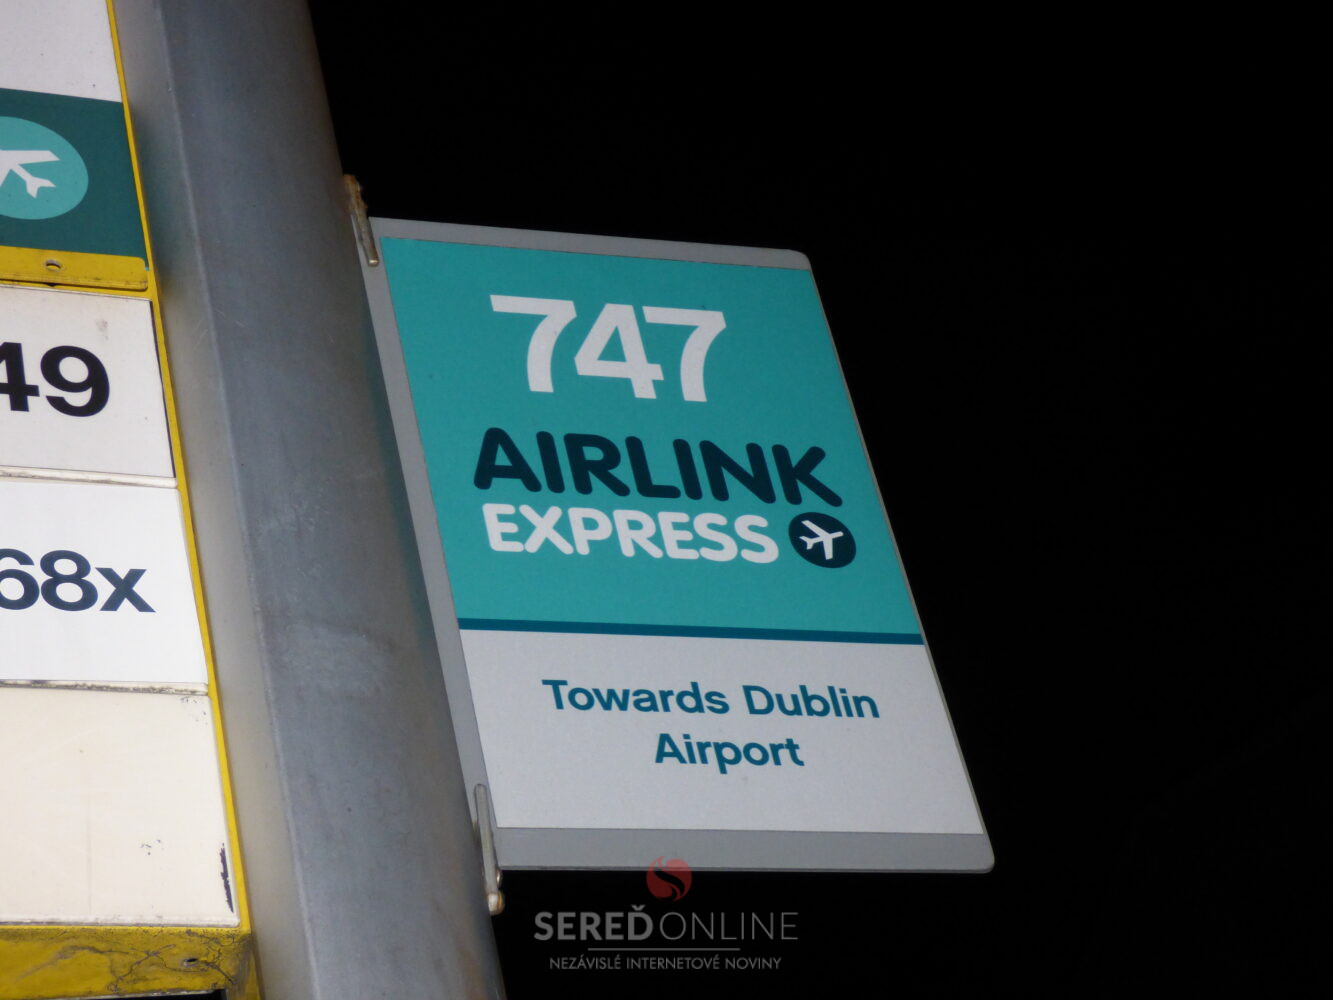 49
68x
747
AIRLINK
EXPRESS
Towards Dublin
Airport
SEREĎONLINE
NEZÁVISLÉ INTERNETOVÉ NOVINY